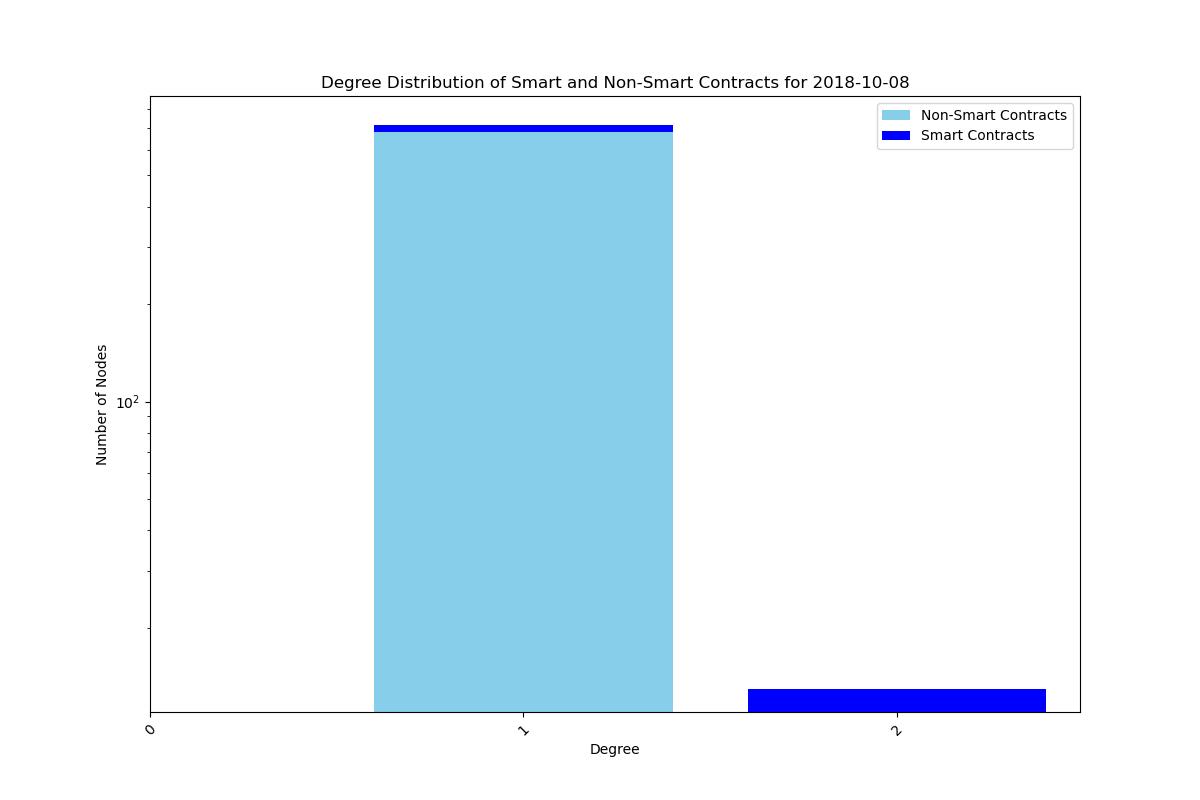 Degree Distribution of Smart and Non-Smart Contracts for 2018-10-08
Non-Smart Contracts
Smart Contracts
Number of Nodes
10²
0
1
2
Degree